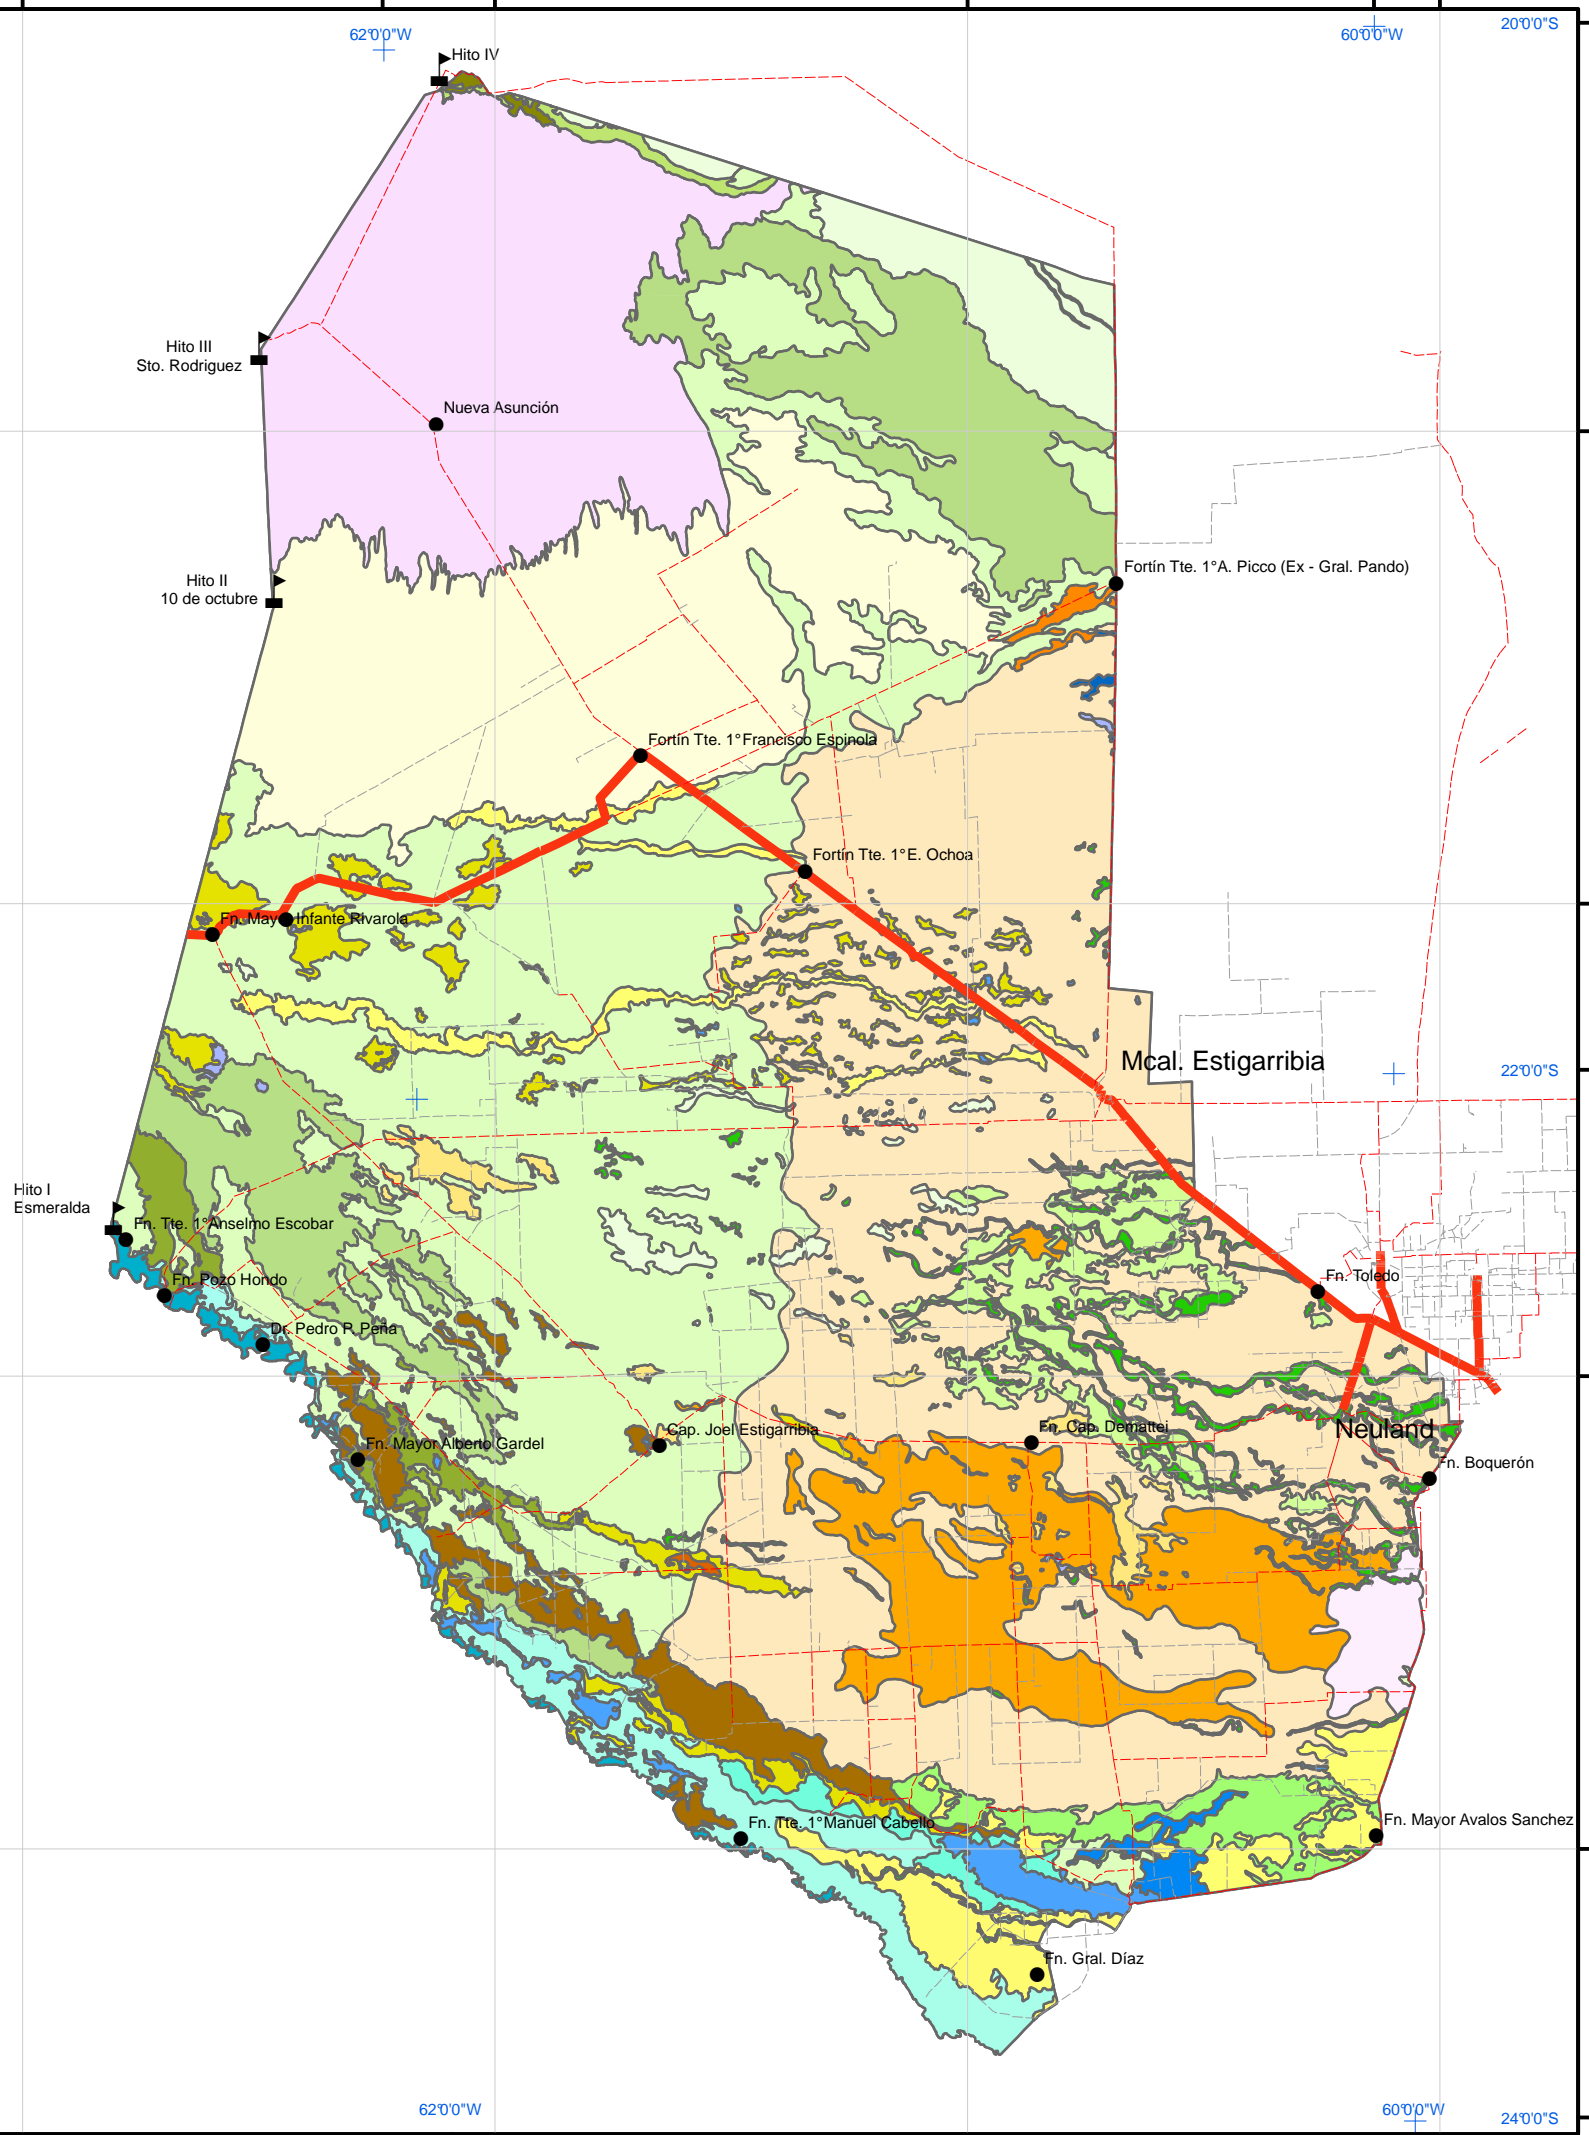 62°0'0"W
60°0'0"W
20°0'0"S
Hito IV
Hito III
Sto. Rodriguez
Nueva Asunción
Hito II
10 de octubre
Fortín Tte. 1° A. Picco (Ex - Gral. Pando)
Fortín Tte. 1° Francisco Espinola
Fortín Tte. 1° E. Ochoa
Fn. May
Infante Rivarola
Mcal. Estigarribia
22°0'0"S
Hito I
Esmeralda
Fn. Tte. 1° Anselmo Escobar
Fn. Pozo Hondo
Fn. Toledo
Dr. Pedro P. Peña
Cap. Joel Estigarribia
Fn. Cap. Demattei
Neuland
Fn. Mayor Alberto Gardel
Fn. Boquerón
Fn. Tte. 1° Manuel Cabello
Fn. Mayor Avalos Sanchez
Fn. Gral. Díaz
62°0'0"W
60°0'0"W
24°0'0"S